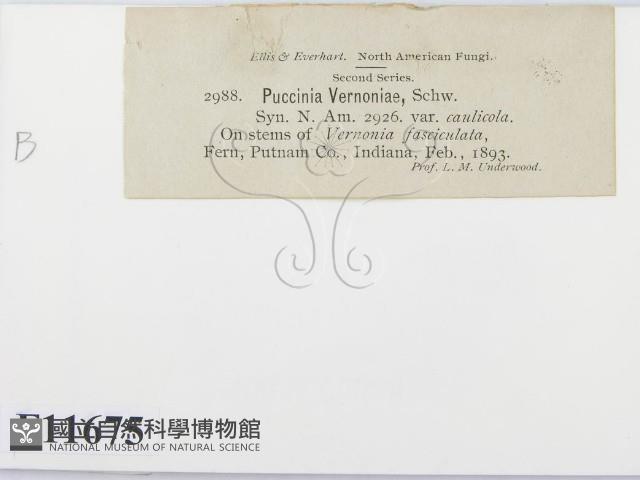 Ellis & Everhart. North American Fungi.
Second Series.
2988. Puccinia Vernoniae, Schw.
Syn. N. Am. 2926. var. caulicola.
On stems of Vernonia fasciculata,
Fern, Putnam Co., Indiana, Feb., 1893.
Prof. L. M. Underwood.
B
F11675
國立自然科學博物館
NATIONAL MUSEUM OF NATURAL SCIENCE